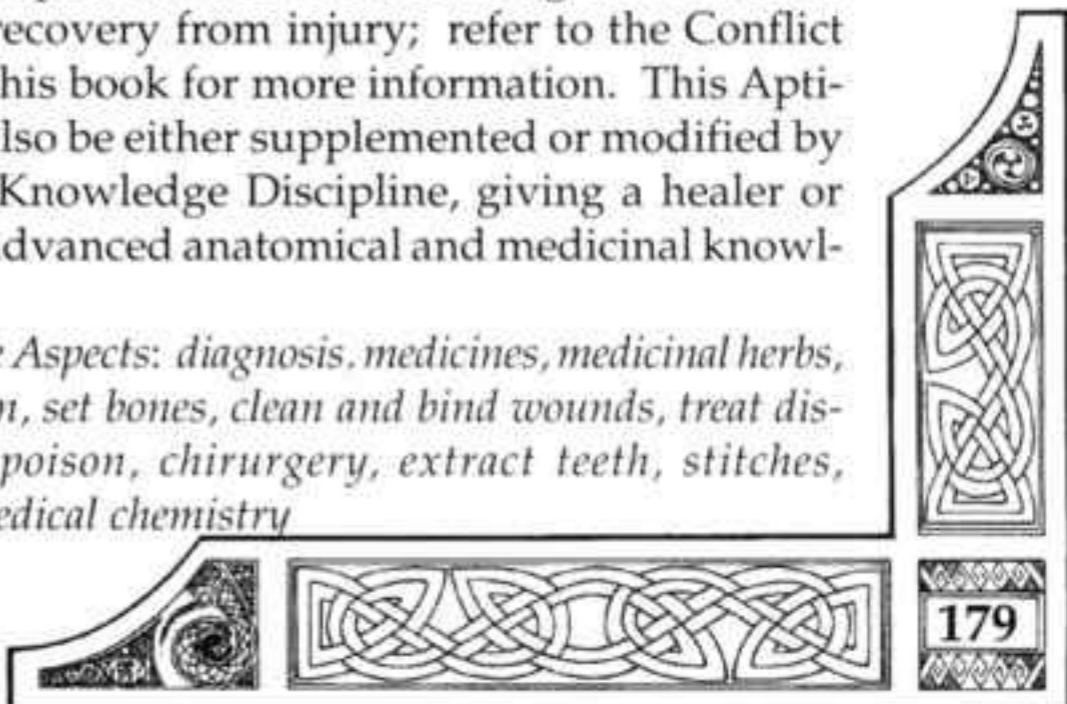 recovery from injury; refer to the Conflict
his book for more information. This Apti-
lso be either supplemented or modified by
Knowledge Discipline, giving a healer or
dvanced anatomical and medicinal knowl-
Aspects: diagnosis, medicines, medicinal herbs,
n, set bones, clean and bind wounds, treat dis-
poison, chirurgery, extract teeth, stitches,
edical chemistry
179